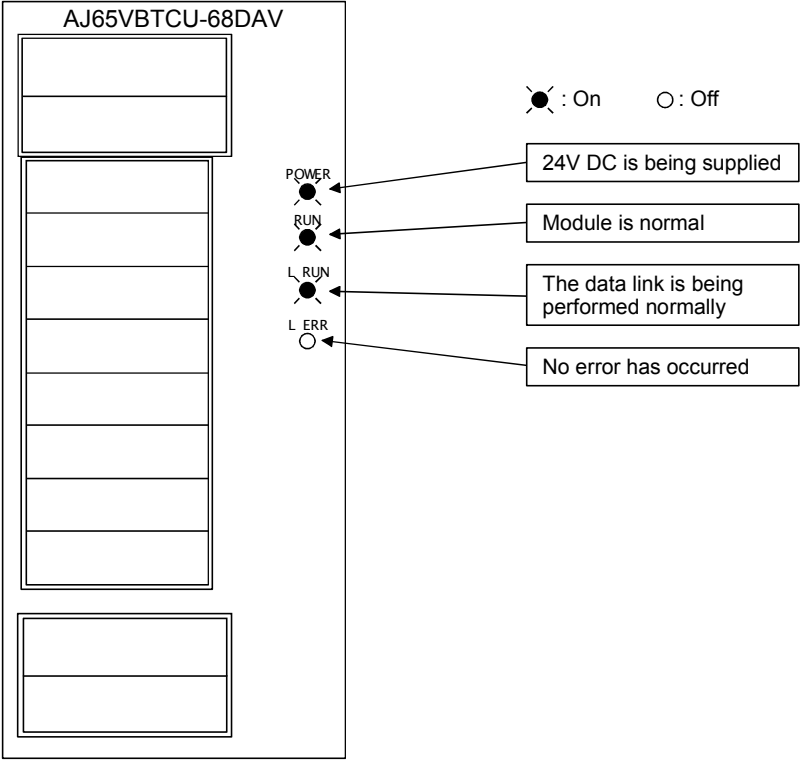 AJ65VBTCU-68DAV
: On : Off
POWER
24V DC is being supplied
RUN
Module is normal
L RUN
The data link is being
performed normally
L ERR
No error has occurred